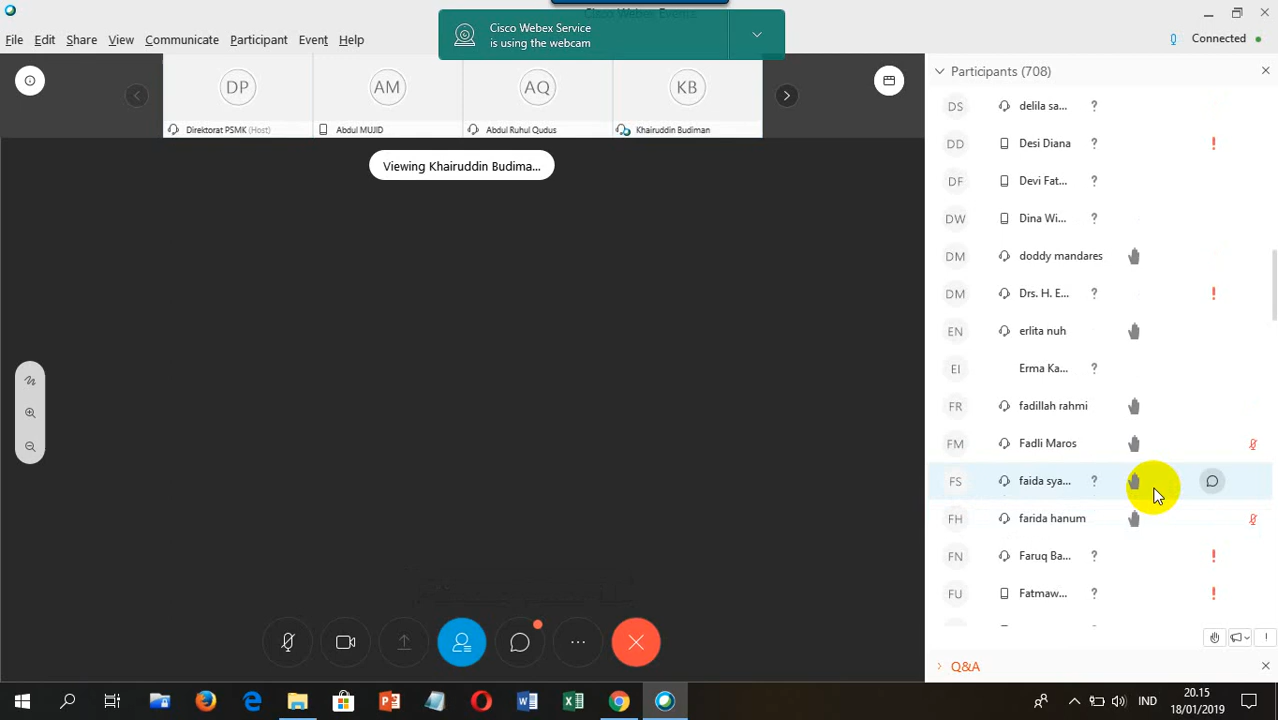 Cisco Webex Events
Cisco Webex Service
is using the webcam
File Edit Share View Communicate Participant Event Help
Connected
DP
Direktorat PSMK (Host)
AM
Abdul MUJID
AQ
Abdul Ruhul Qudus
KB
Khairuddin Budiman
Viewing Khairuddin Budima...
Participants (708)
DS delila sa... ?
DD Desi Diana ? !
DF Devi Fat... ?
DW Dina Wi... ?
DM doddy mandares
DM Drs. H. E... ? !
EN erlita nuh
EI Erma Ka... ?
FR fadillah rahmi
FM Fadli Maros
FS faida sya... ?
FH farida hanum
FN Faruq Ba... ? !
FU Fatmaw... ? !
Q&A
IND
20.15
18/01/2019